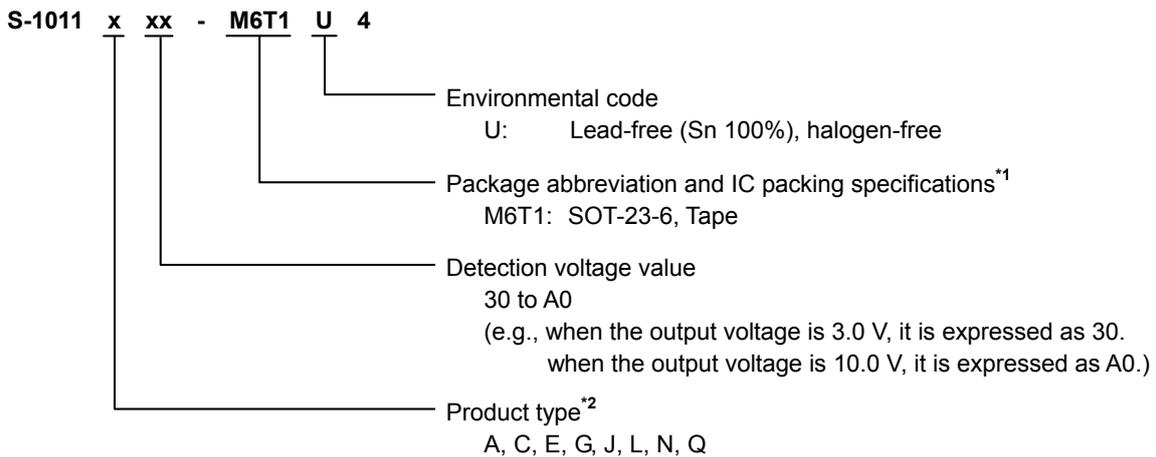 S-1011 x xx - M6T1 U 4
Environmental code
U: Lead-free (Sn 100%), halogen-free
Package abbreviation and IC packing specifications*1
M6T1: SOT-23-6, Tape
Detection voltage value
30 to A0
(e.g., when the output voltage is 3.0 V, it is expressed as 30.
when the output voltage is 10.0 V, it is expressed as A0.)
Product type*2
A, C, E, G, J, L, N, Q